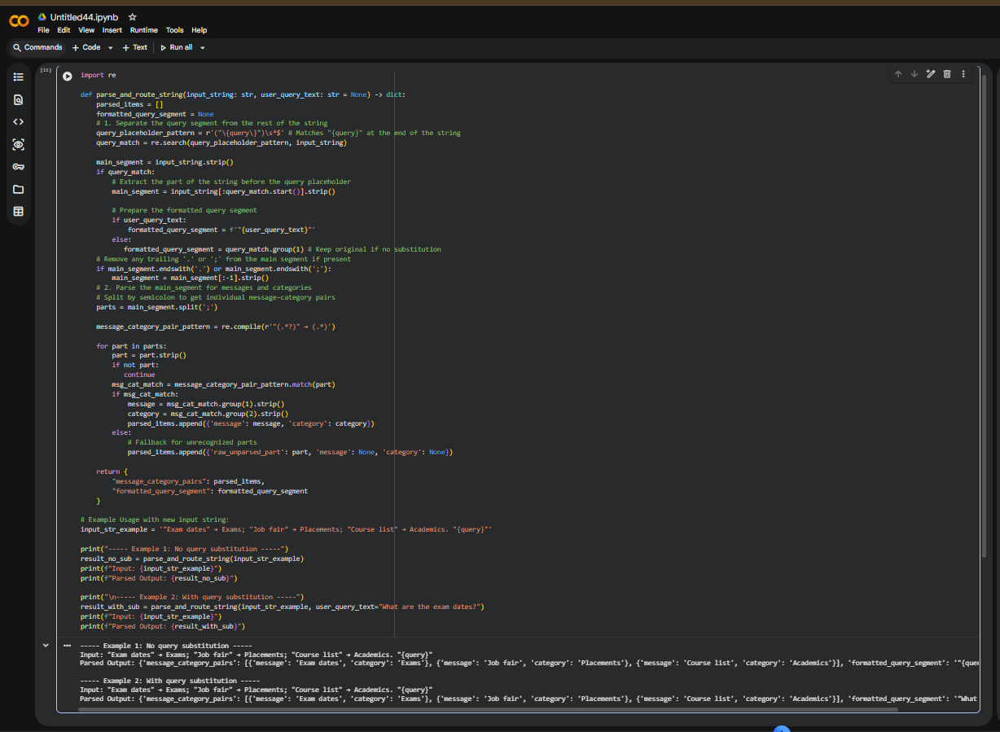 Untitled44.ipynb
File Edit View Insert Runtime Tools Help
Commands + Code + Text Run all
[11]
import re
def parse_and_route_string(input_string: str, user_query_text: str = None) -> dict:
    parsed_items = []
    formatted_query_segment = None
    # 1. Separate the query segment from the rest of the string
    query_placeholder_pattern = r'("\{query\}")\s*$' # Matches "{query}" at the end of the string
    query_match = re.search(query_placeholder_pattern, input_string)
    main_segment = input_string.strip()
    if query_match:
        # Extract the part of the string before the query placeholder
        main_segment = input_string[:query_match.start()].strip()
        # Prepare the formatted query segment
        if user_query_text:
            formatted_query_segment = f'"{user_query_text}"'
        else:
           formatted_query_segment = query_match.group(1) # Keep original if no substitution
    # Remove any trailing '.' or ';' from the main segment if present
    if main_segment.endswith('.') or main_segment.endswith(';'):
        main_segment = main_segment[:-1].strip()
    # 2. Parse the main_segment for messages and categories
    # Split by semicolon to get individual message-category pairs
    parts = main_segment.split(';')
    message_category_pair_pattern = re.compile(r'"(.*?)" → (.*)')
    for part in parts:
        part = part.strip()
        if not part:
           continue
        msg_cat_match = message_category_pair_pattern.match(part)
        if msg_cat_match:
            message = msg_cat_match.group(1).strip()
            category = msg_cat_match.group(2).strip()
            parsed_items.append({'message': message, 'category': category})
        else:
            # Fallback for unrecognized parts
            parsed_items.append({'raw_unparsed_part': part, 'message': None, 'category': None})
    return {
        "message_category_pairs": parsed_items,
        "formatted_query_segment": formatted_query_segment
    }
# Example Usage with new input string:
input_str_example = '"Exam dates" → Exams; "Job fair" → Placements; "Course list" → Academics. "{query}"'
print("----- Example 1: No query substitution -----")
result_no_sub = parse_and_route_string(input_str_example)
print(f"Input: {input_str_example}")
print(f"Parsed Output: {result_no_sub}")
print("\n----- Example 2: With query substitution -----")
result_with_sub = parse_and_route_string(input_str_example, user_query_text="What are the exam dates?")
print(f"Input: {input_str_example}")
print(f"Parsed Output: {result_with_sub}")
----- Example 1: No query substitution -----
Input: "Exam dates" → Exams; "Job fair" → Placements; "Course list" → Academics. "{query}"
Parsed Output: {'message_category_pairs': [{'message': 'Exam dates', 'category': 'Exams'}, {'message': 'Job fair', 'category': 'Placements'}, {'message': 'Course list', 'category': 'Academics'}], 'formatted_query_segment': '"{quer
----- Example 2: With query substitution -----
Input: "Exam dates" → Exams; "Job fair" → Placements; "Course list" → Academics. "{query}"
Parsed Output: {'message_category_pairs': [{'message': 'Exam dates', 'category': 'Exams'}, {'message': 'Job fair', 'category': 'Placements'}, {'message': 'Course list', 'category': 'Academics'}], 'formatted_query_segment': '"What